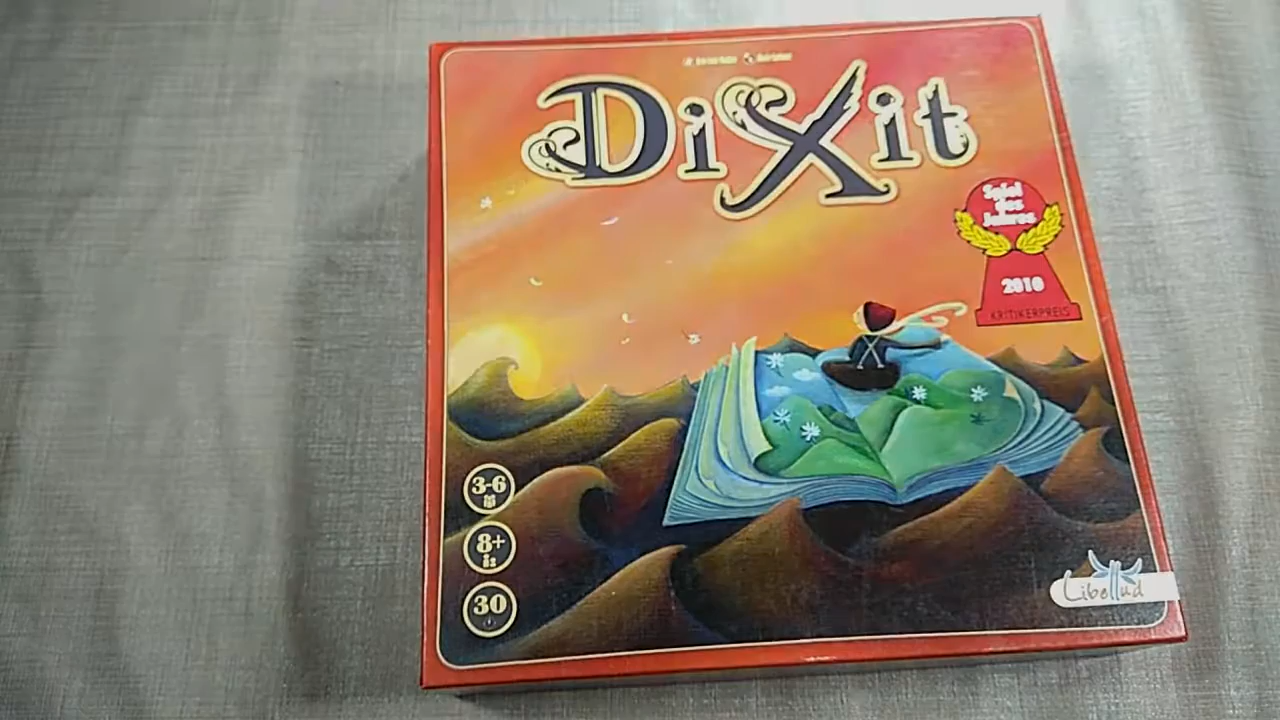 DiXit
Spiel
des
Jahres
2010
KRITIKERPREIS
3-6
8+
30
Libellud